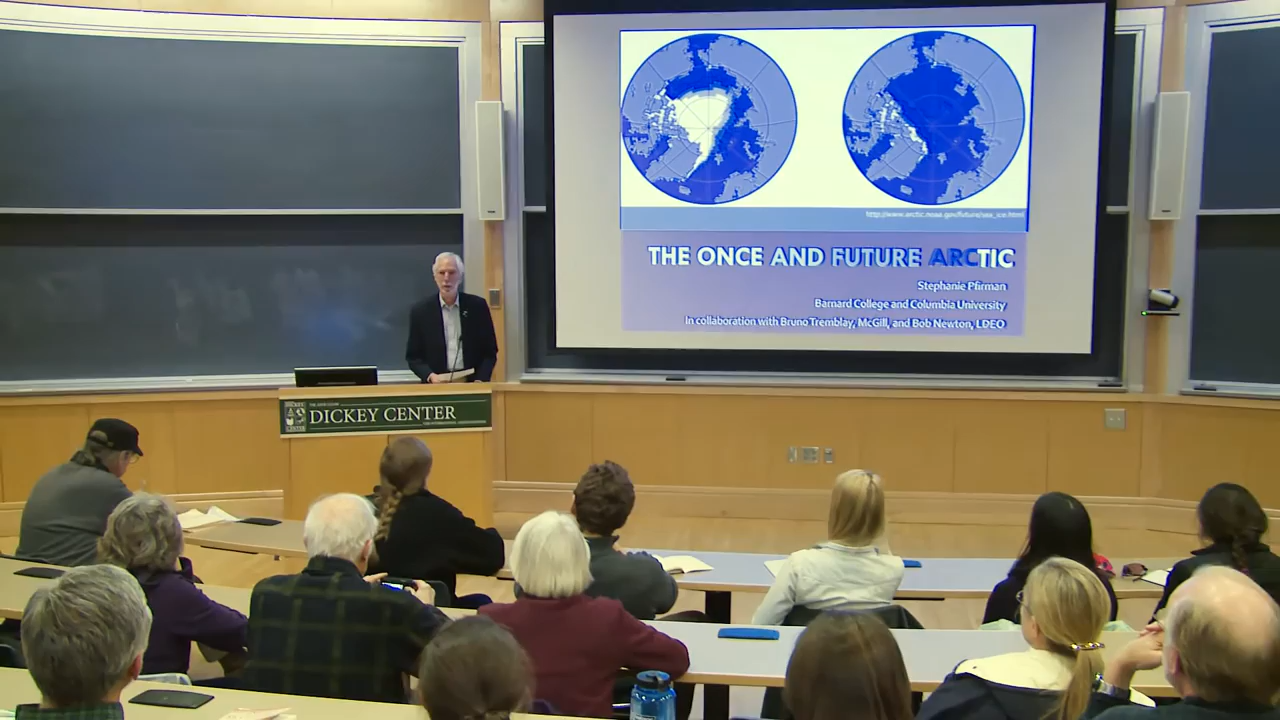 http://www.arctic.noaa.gov/future/sea_ice.html
THE ONCE AND FUTURE ARCTIC
Stephanie Pfirman
Barnard College and Columbia University
In collaboration with Bruno Tremblay, McGill, and Bob Newton, LDEO
DICKEY CENTER